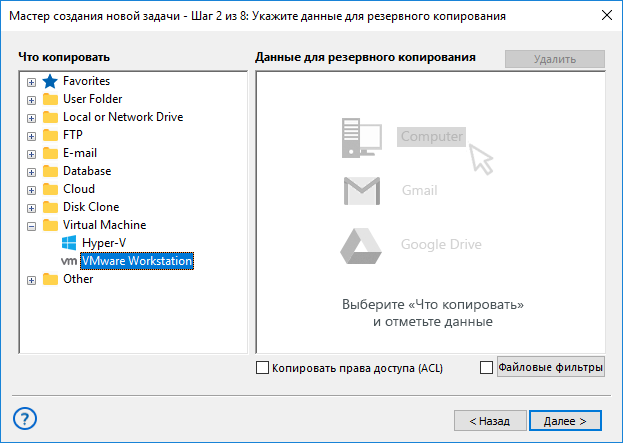 Мастер создания новой задачи - Шаг 2 из 8: Укажите данные для резервного копирования
Что копировать
Данные для резервного копирования
Удалить
Favorites
User Folder
Local or Network Drive
FTP
E-mail
Database
Cloud
Disk Clone
Virtual Machine
Hyper-V
vm VMware Workstation
Other
Computer
Gmail
Google Drive
Выберите «Что копировать»
и отметьте данные
Копировать права доступа (ACL)
Файловые фильтры
?
< Назад
Далее >